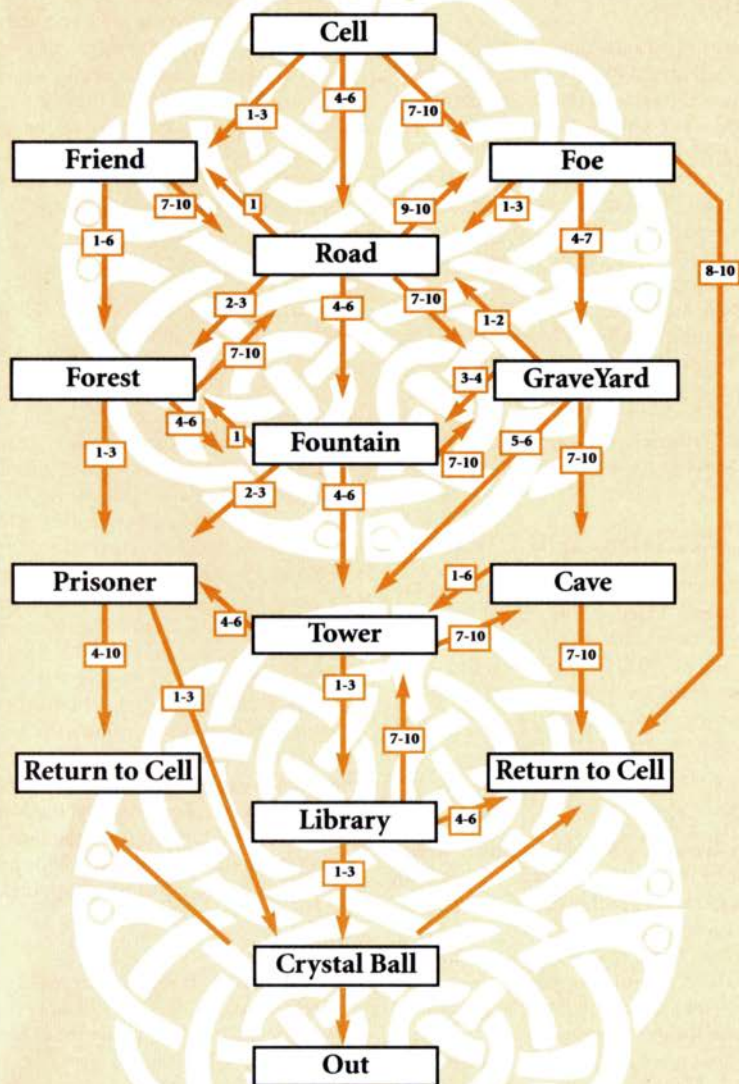 Cell
1-3
4-6
7-10
Friend
Foe
7-10
1
9-10
1-3
1-6
Road
4-7
8-10
2-3
4-6
7-10
1-2
7-10
Forest
3-4
GraveYard
4-6
1
Fountain
5-6
1-3
7-10
7-10
2-3
4-6
Prisoner
1-6
Cave
4-6
Tower
7-10
4-10
7-10
1-3
1-3
7-10
Return to Cell
Return to Cell
Library
4-6
1-3
Crystal Ball
Out